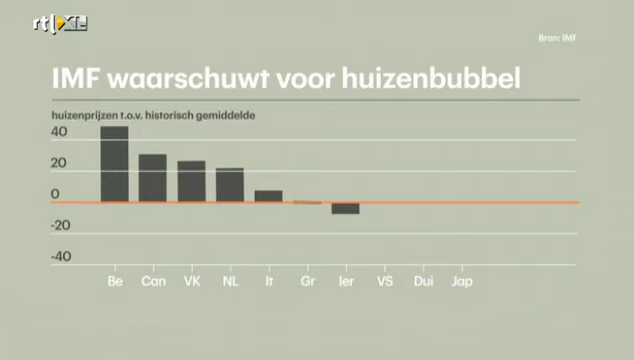 rtl XL
Bron: IMF
IMF waarschuwt voor huizenbubbel
huizenprijzen t.o.v. historisch gemiddelde
40
20
0
-20
-40
Be Can VK NL It Gr Ier VS Dui Jap